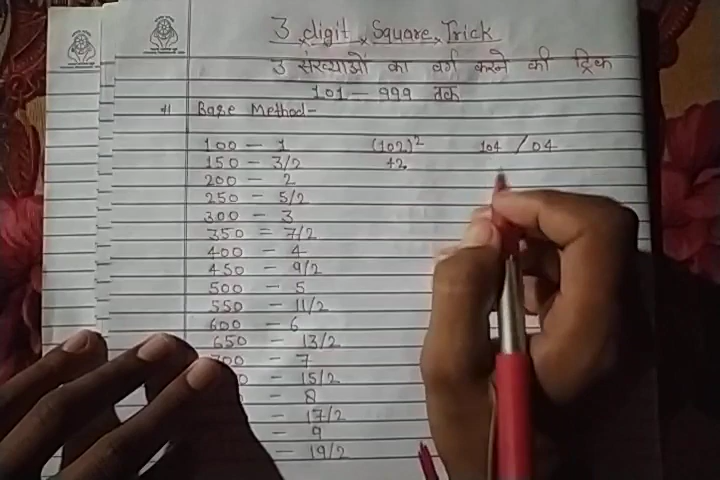 3 digit Square Trick
3 संख्याओं का वर्ग करने की ट्रिक
101 – 999 तक
# Base Method-
100 – 1 (102)² 104 / 04
150 – 3/2 +2
200 – 2
250 – 5/2
300 – 3
350 = 7/2
400 – 4
450 – 9/2
500 – 5
550 – 11/2
600 – 6
650 – 13/2
700 – 7
– 15/2
– 8
– 17/2
– 9
– 19/2